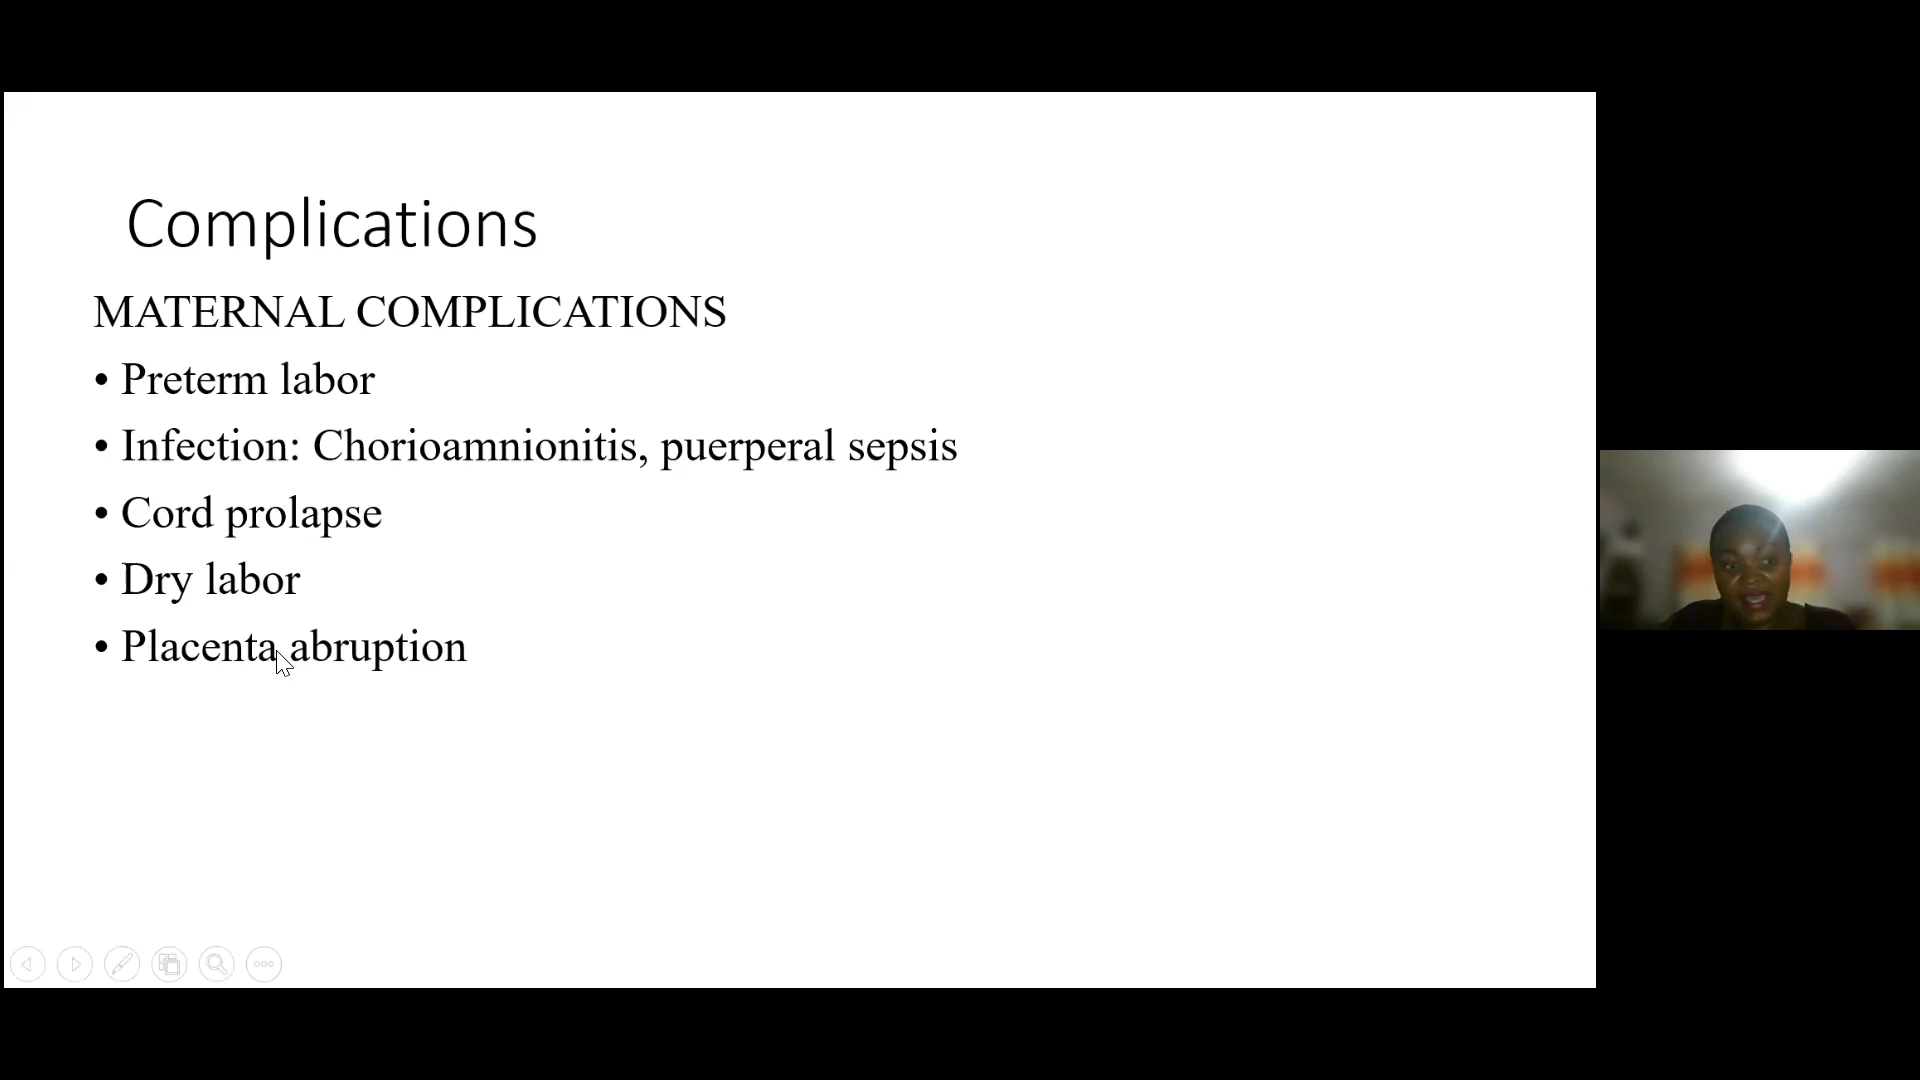 Complications
MATERNAL COMPLICATIONS
• Preterm labor
• Infection: Chorioamnionitis, puerperal sepsis
• Cord prolapse
• Dry labor
• Placenta abruption